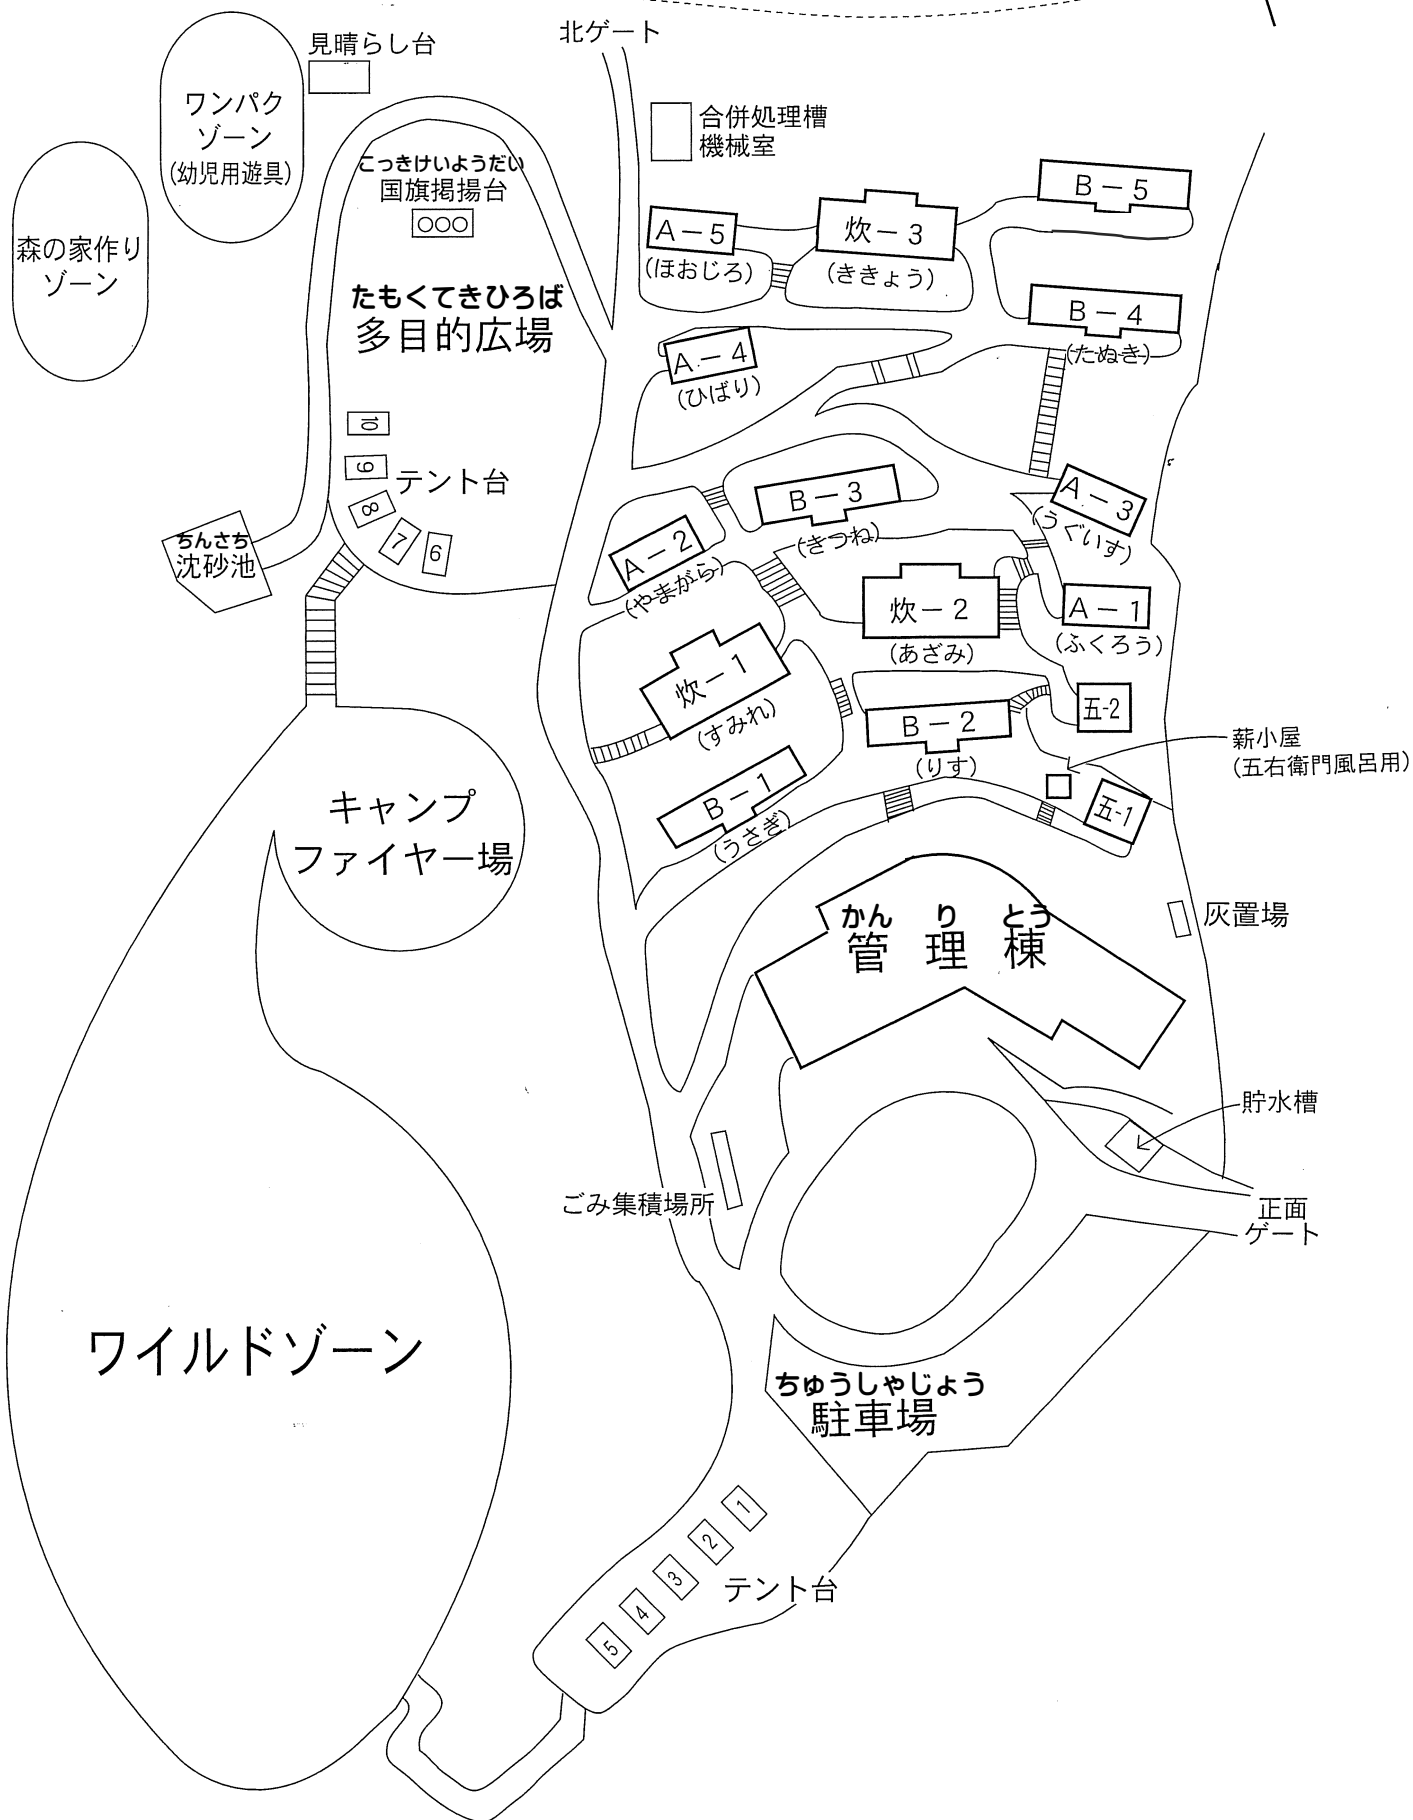 北ゲート
見晴らし台
ワンパク
ゾーン
(幼児用遊具)
森の家作り
ゾーン
こっきけいようだい
国旗掲揚台
たもくてきひろば
多目的広場
合併処理槽
機械室
B－5
A－5
(ほおじろ)
炊－3
(ききょう)
B－4
(たぬき)
A－4
(ひばり)
10
9
8
7
6
テント台
ちんさち
沈砂池
B－3
(きつね)
A－3
(うぐいす)
A－2
(やまがら)
炊－2
(あざみ)
A－1
(ふくろう)
炊－1
(すみれ)
B－2
(りす)
五-2
薪小屋
(五右衛門風呂用)
五-1
B－1
(うさぎ)
キャンプ
ファイヤー場
かん り とう
管 理 棟
灰置場
貯水槽
ごみ集積場所
正面
ゲート
ワイルドゾーン
ちゅうしゃじょう
駐車場
1
2
3
4
5
テント台